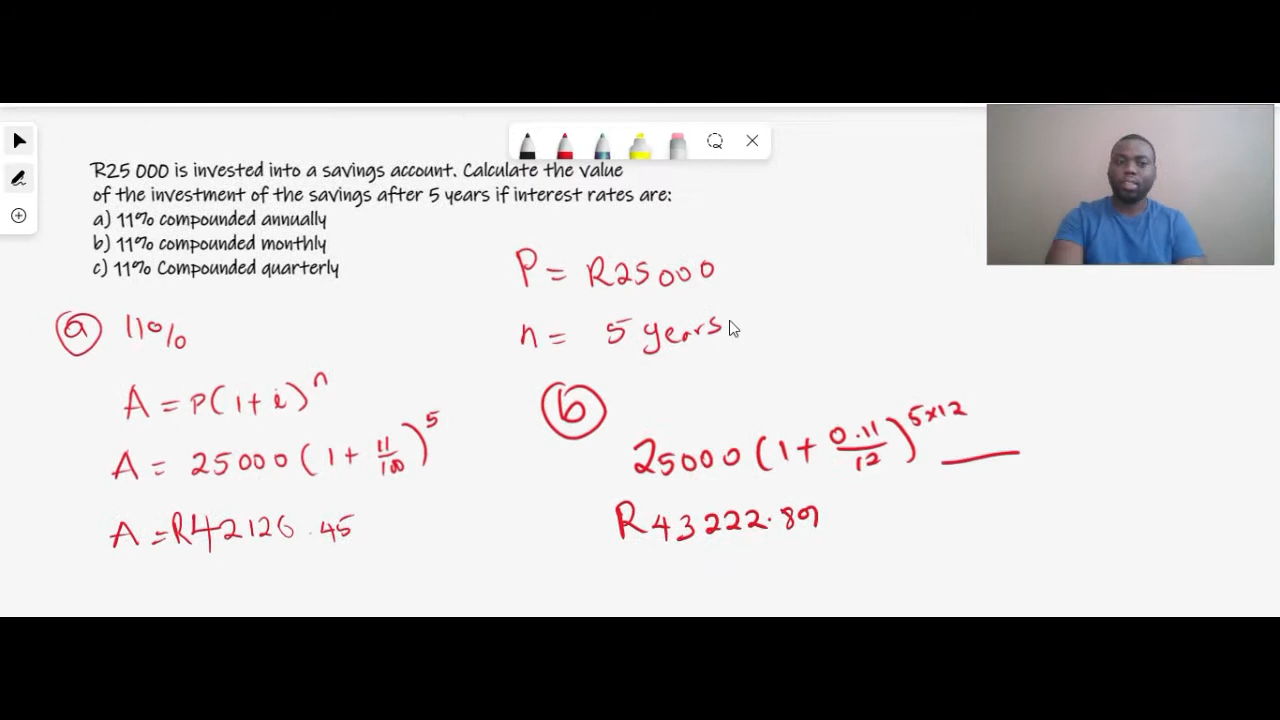 R25 000 is invested into a savings account. Calculate the value
of the investment of the savings after 5 years if interest rates are:
a) 11% compounded annually
b) 11% compounded monthly
c) 11% Compounded quarterly
P = R25000
n = 5 years
a 11%
A = P(1+i)^n
A = 25000(1+11/100)^5
A = R42126.45
b
25000(1+0.11/12)^5×12
R43222.89